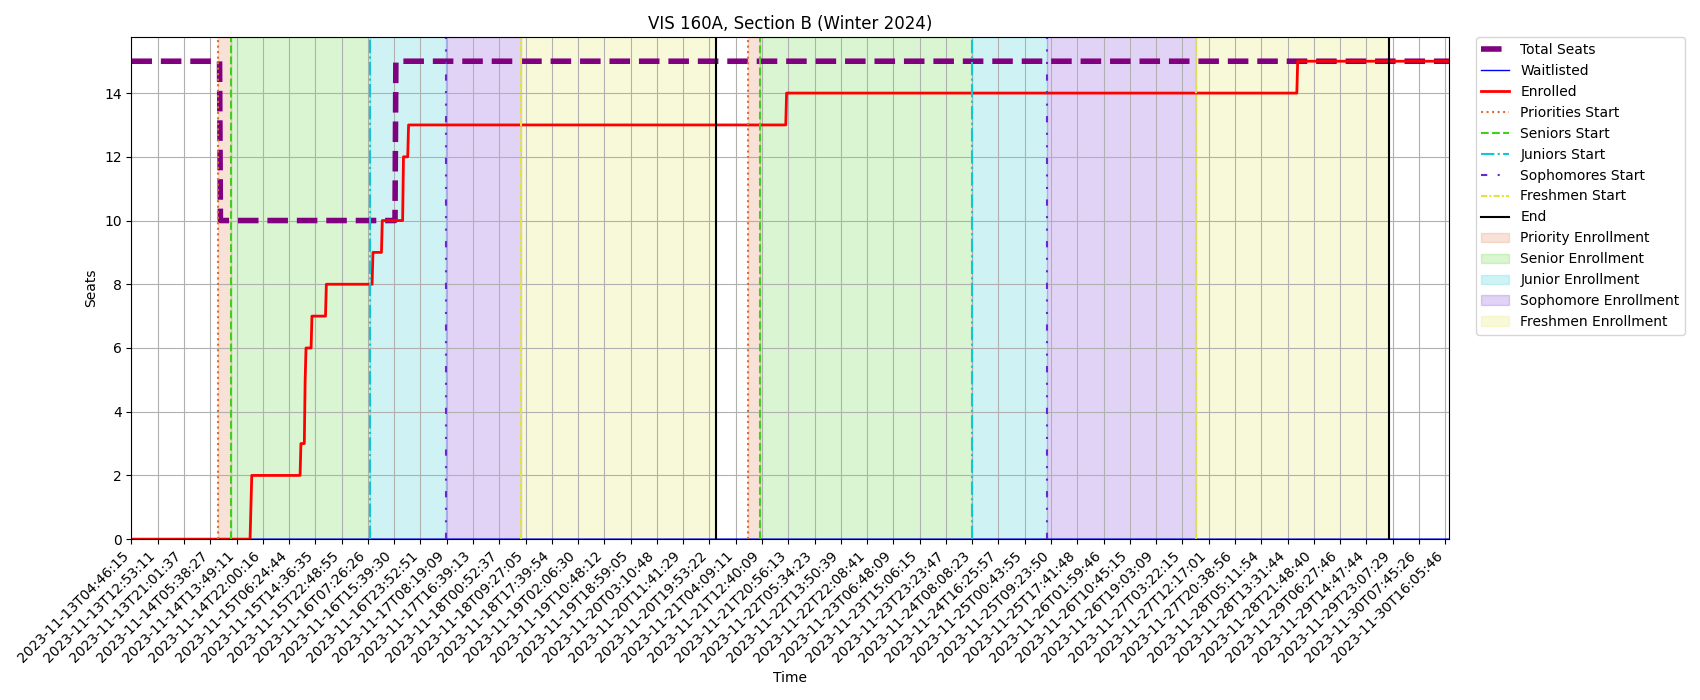 VIS 160A, Section B (Winter 2024)
Total Seats
Waitlisted
Enrolled
Priorities Start
Seniors Start
Juniors Start
Sophomores Start
Freshmen Start
End
Priority Enrollment
Senior Enrollment
Junior Enrollment
Sophomore Enrollment
Freshmen Enrollment
Seats
14
12
10
8
6
4
2
0
2023-11-13T04:46:15
2023-11-13T12:53:11
2023-11-13T21:01:37
2023-11-14T05:38:27
2023-11-14T13:49:11
2023-11-14T22:00:16
2023-11-15T06:24:44
2023-11-15T14:36:35
2023-11-15T22:48:55
2023-11-16T07:26:26
2023-11-16T15:39:30
2023-11-16T23:52:51
2023-11-17T08:19:09
2023-11-17T16:39:13
2023-11-18T00:52:37
2023-11-18T09:27:05
2023-11-18T17:39:54
2023-11-19T02:06:30
2023-11-19T10:48:12
2023-11-19T18:59:05
2023-11-20T03:10:48
2023-11-20T11:41:29
2023-11-20T19:53:22
2023-11-21T04:09:11
2023-11-21T12:40:09
2023-11-21T20:56:13
2023-11-22T05:34:23
2023-11-22T13:50:39
2023-11-22T22:08:41
2023-11-23T06:48:09
2023-11-23T15:06:15
2023-11-23T23:23:47
2023-11-24T08:08:23
2023-11-24T16:25:57
2023-11-25T00:43:55
2023-11-25T09:23:50
2023-11-25T17:41:48
2023-11-26T01:59:46
2023-11-26T10:45:15
2023-11-26T19:03:09
2023-11-27T03:22:15
2023-11-27T12:17:01
2023-11-27T20:38:56
2023-11-28T05:11:54
2023-11-28T13:31:44
2023-11-28T21:48:40
2023-11-29T06:27:46
2023-11-29T14:47:44
2023-11-29T23:07:29
2023-11-30T07:45:26
2023-11-30T16:05:46
Time